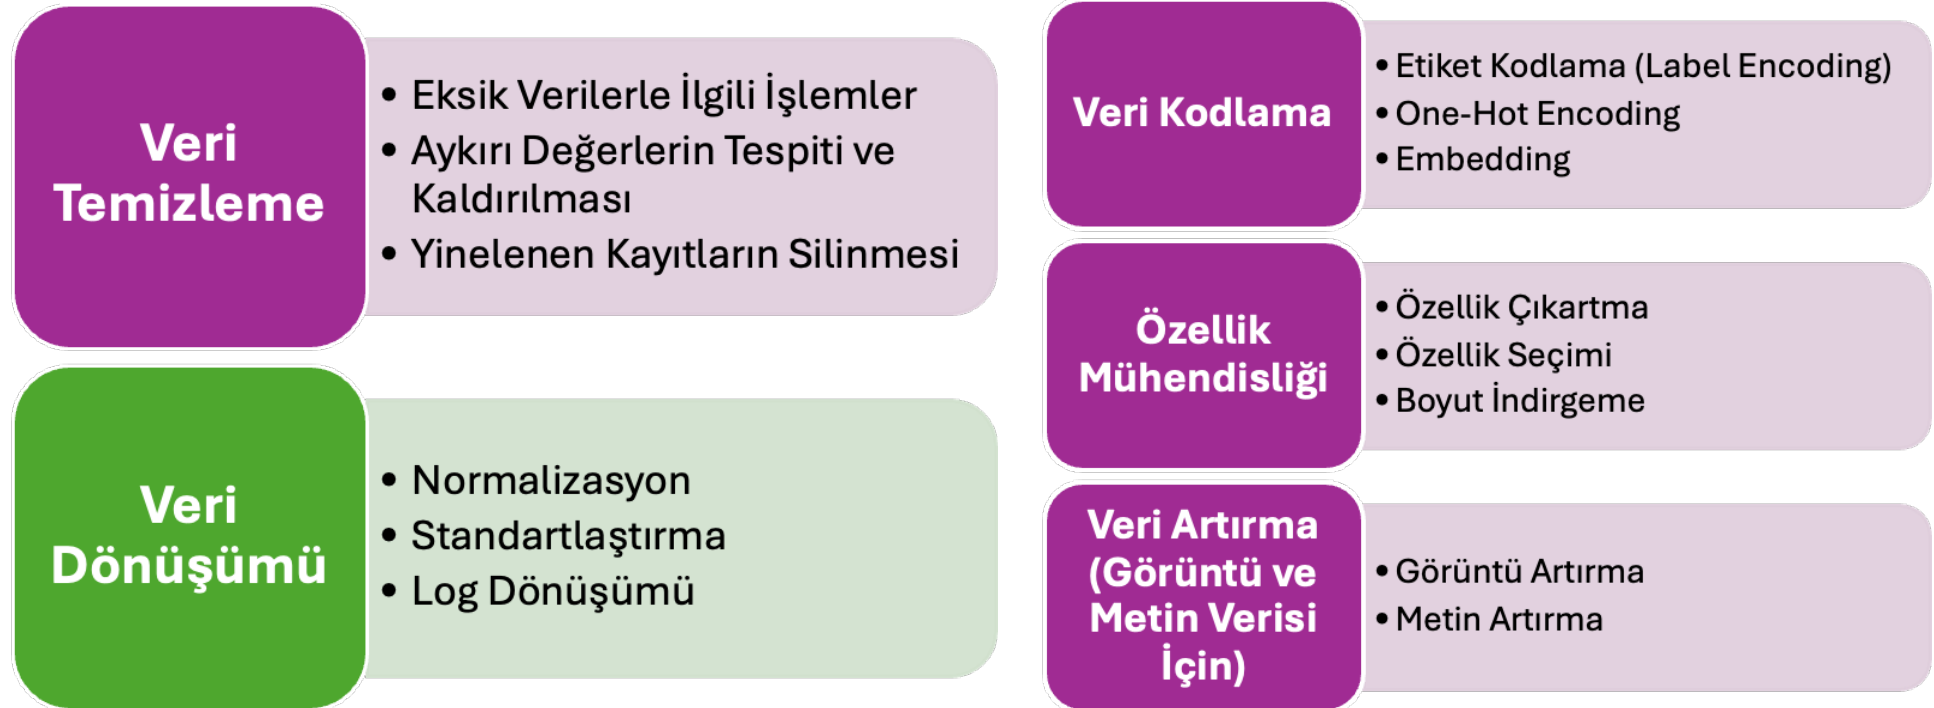 Veri
Temizleme
• Eksik Verilerle İlgili İşlemler
• Aykırı Değerlerin Tespiti ve
Kaldırılması
• Yinelenen Kayıtların Silinmesi
Veri
Dönüşümü
• Normalizasyon
• Standartlaştırma
• Log Dönüşümü
Veri Kodlama
• Etiket Kodlama (Label Encoding)
• One-Hot Encoding
• Embedding
Özellik
Mühendisliği
• Özellik Çıkartma
• Özellik Seçimi
• Boyut İndirgeme
Veri Artırma
(Görüntü ve
Metin Verisi
İçin)
• Görüntü Artırma
• Metin Artırma